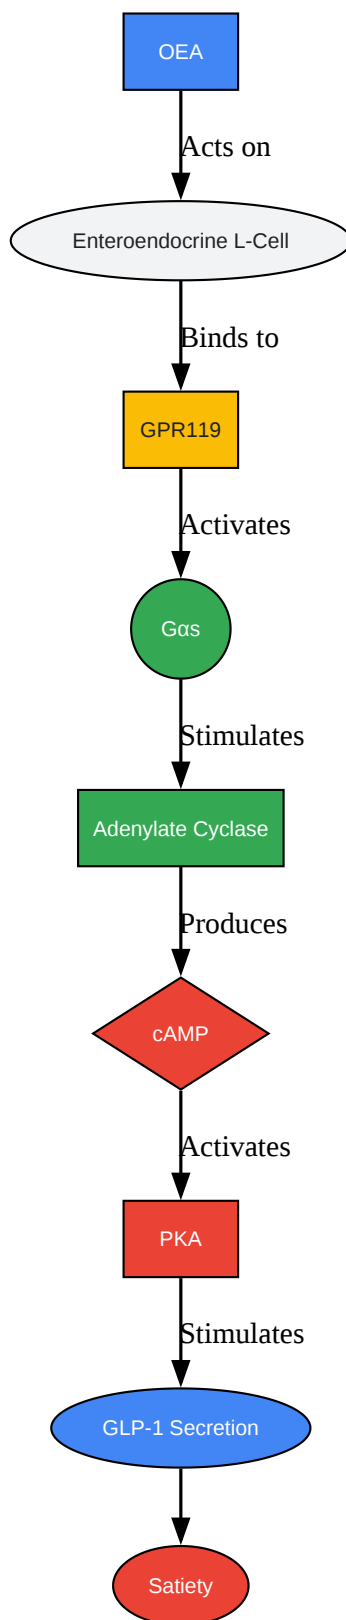 OEA
Acts on
Enteroendocrine L-Cell
Binds to
GPR119
Activates
Gαs
Stimulates
Adenylate Cyclase
Produces
cAMP
Activates
PKA
Stimulates
GLP-1 Secretion
Satiety